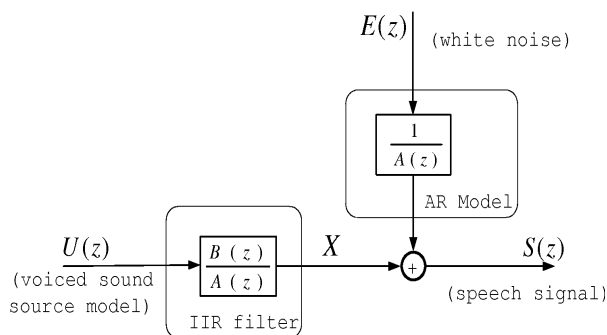 E(z)
(white noise)
1
A(z)
AR Model
U(z)
(voiced sound
source model)
B(z)
A(z)
IIR filter
X
+
S(z)
(speech signal)